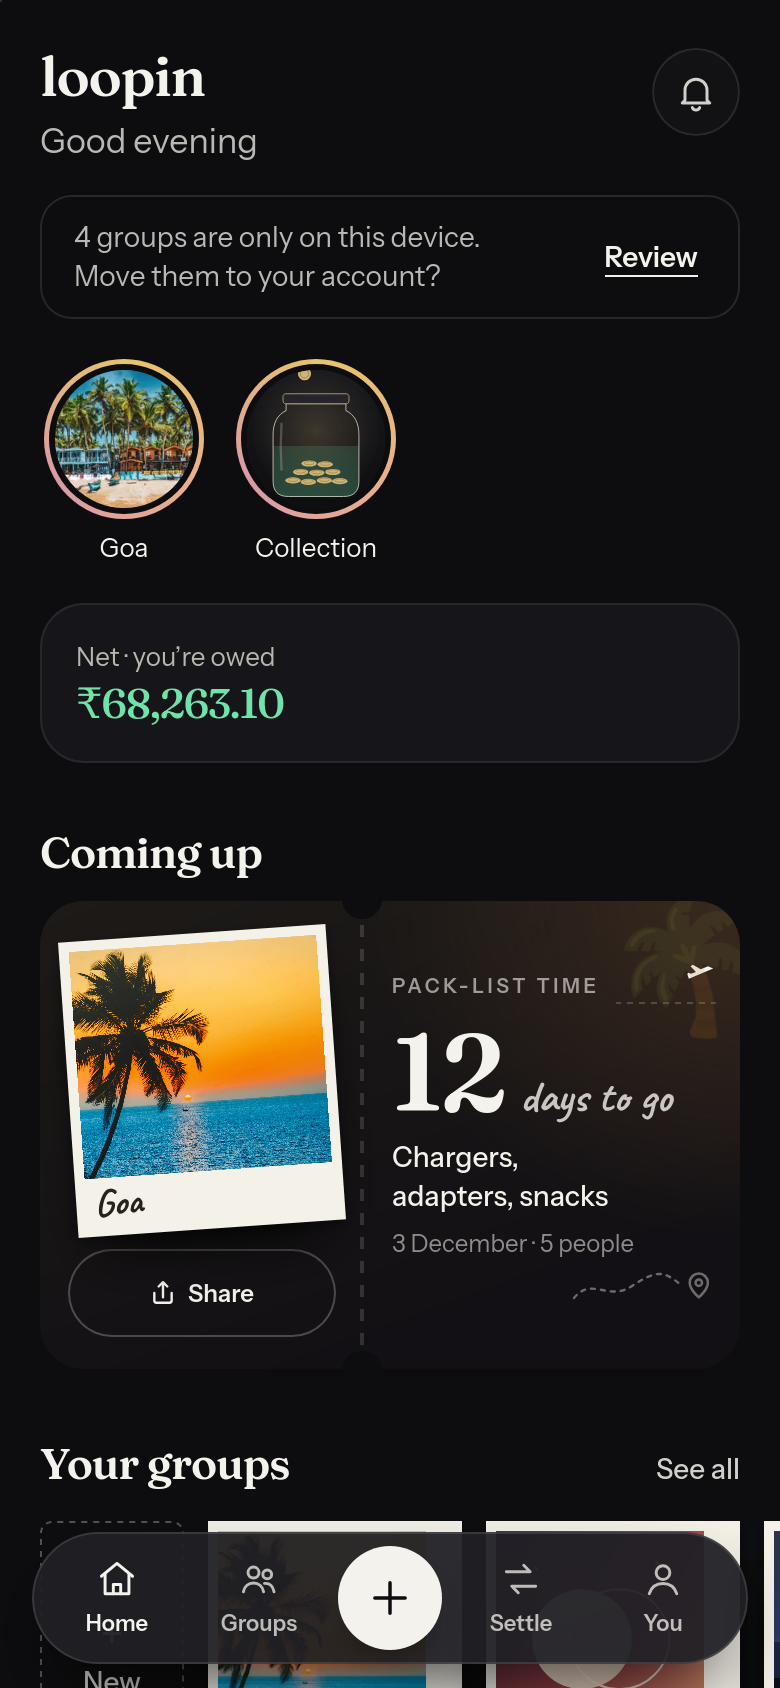 loopin
Good evening
4 groups are only on this device.
Move them to your account?
Review
Goa
Collection
Net · you’re owed
₹68,263.10
Coming up
Goa
Share
PACK-LIST TIME
12 days to go
Chargers,
adapters, snacks
3 December · 5 people
Your groups
See all
Home
Groups
Settle
You
New